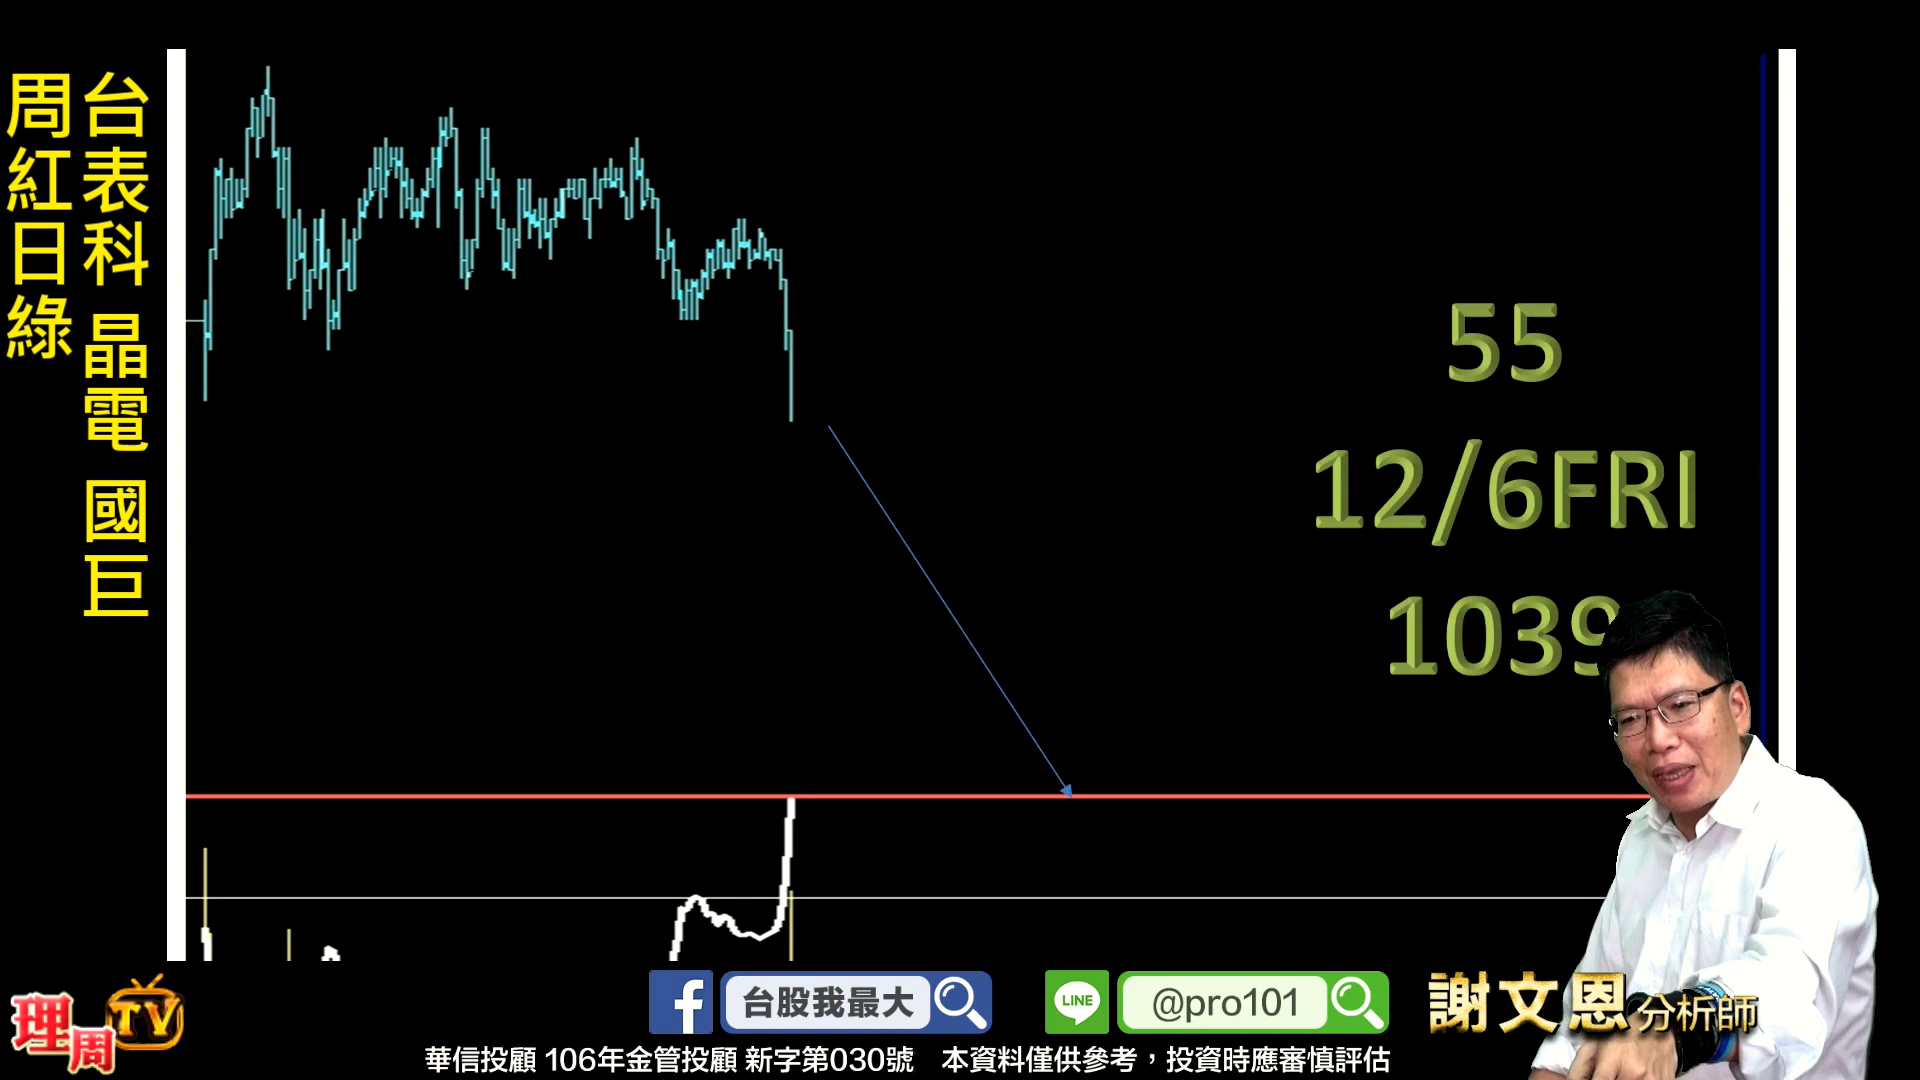 台表科 晶電 國巨
周紅日綠
55
12/6FRI
1039
理周TV
台股我最大
LINE
@pro101
謝文恩分析師
華信投顧 106年金管投顧 新字第030號 本資料僅供參考，投資時應審慎評估